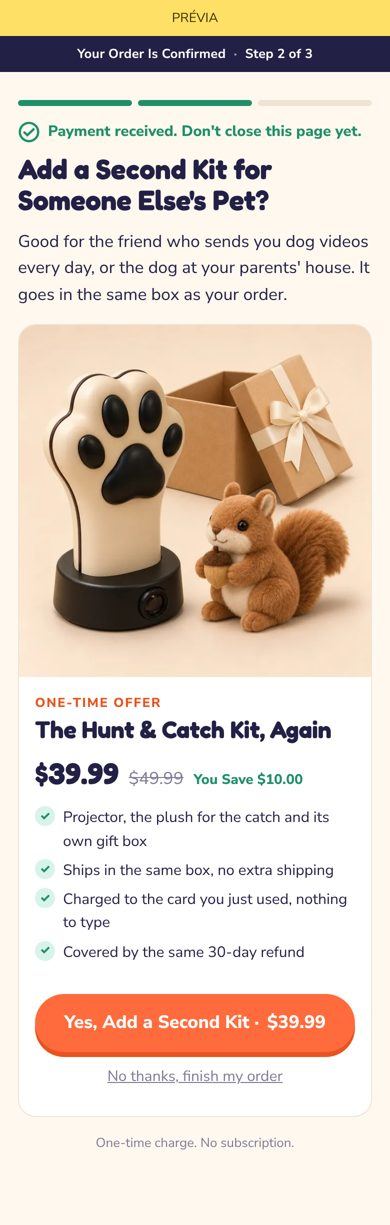 PRÉVIA
Your Order Is Confirmed · Step 2 of 3
Payment received. Don't close this page yet.
Add a Second Kit for
Someone Else's Pet?
Good for the friend who sends you dog videos
every day, or the dog at your parents' house. It
goes in the same box as your order.
ONE-TIME OFFER
The Hunt & Catch Kit, Again
$39.99 $49.99 You Save $10.00
Projector, the plush for the catch and its
own gift box
Ships in the same box, no extra shipping
Charged to the card you just used, nothing
to type
Covered by the same 30-day refund
Yes, Add a Second Kit · $39.99
No thanks, finish my order
One-time charge. No subscription.